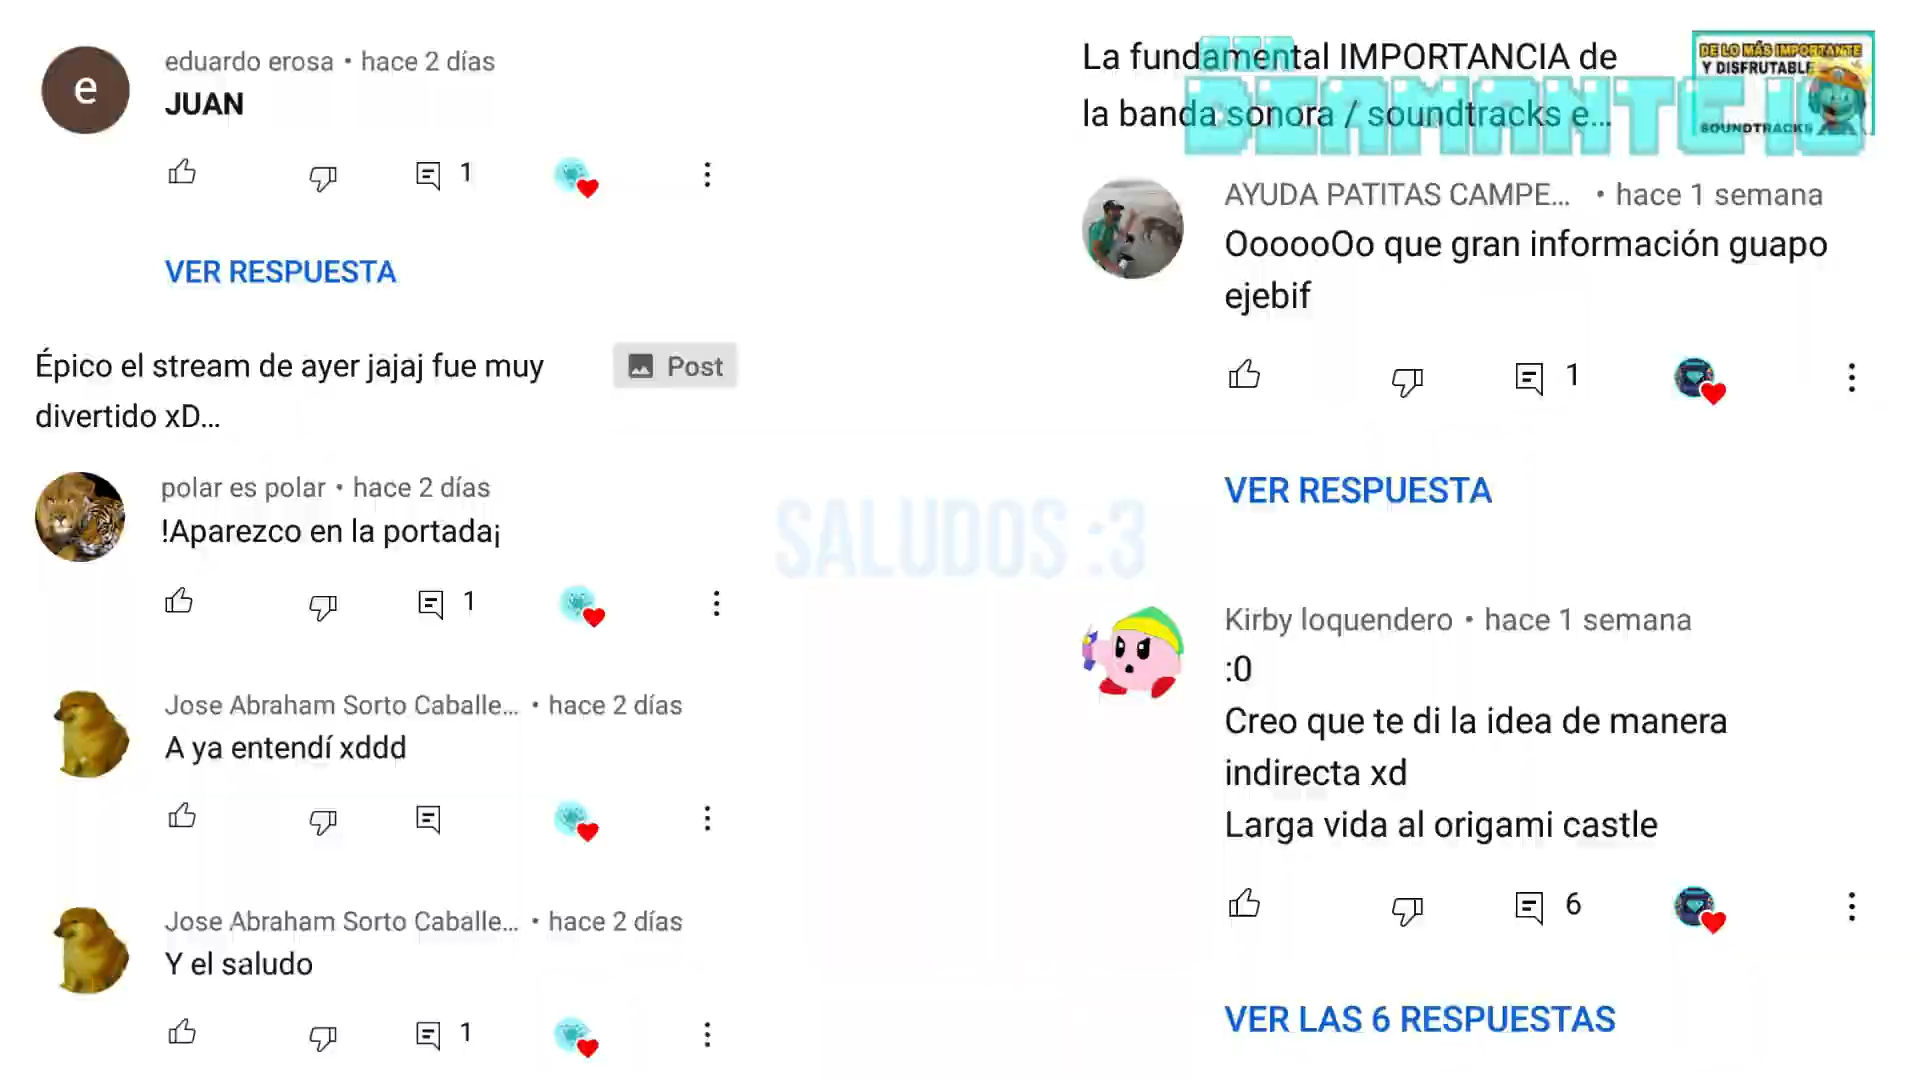 e
eduardo erosa • hace 2 días
JUAN
1
VER RESPUESTA
Épico el stream de ayer jajaj fue muy
divertido xD...
Post
polar es polar • hace 2 días
!Aparezco en la portada¡
1
Jose Abraham Sorto Caballe... • hace 2 días
A ya entendí xddd
Jose Abraham Sorto Caballe... • hace 2 días
Y el saludo
1
SALUDOS :3
La fundamental IMPORTANCIA de
la banda sonora / soundtracks e...
DIAMANTE
DE LO MÁS IMPORTANTE
Y DISFRUTABLE
SOUNDTRACKS
AYUDA PATITAS CAMPE... • hace 1 semana
OooooOo que gran información guapo
ejebif
1
VER RESPUESTA
Kirby loquendero • hace 1 semana
:0
Creo que te di la idea de manera
indirecta xd
Larga vida al origami castle
6
VER LAS 6 RESPUESTAS